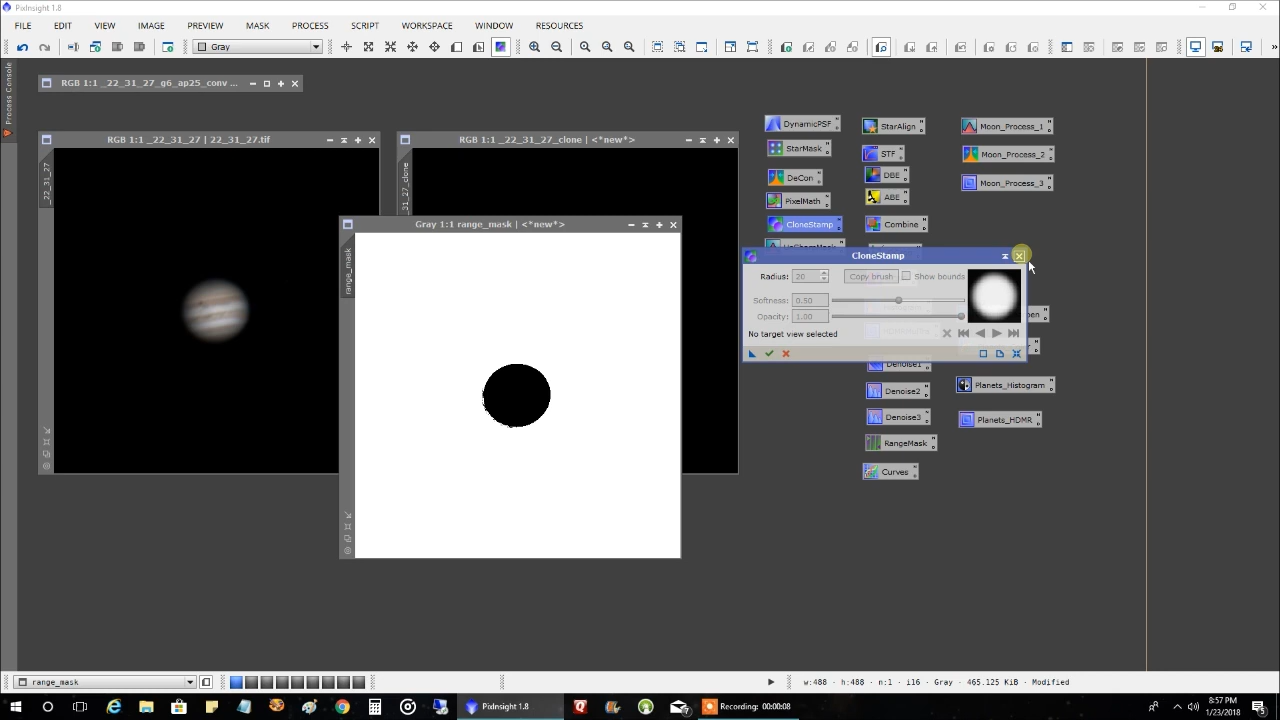 PixInsight 1.8
FILE EDIT VIEW IMAGE PREVIEW MASK PROCESS SCRIPT WORKSPACE WINDOW RESOURCES
Gray
Process Console
RGB 1:1 _22_31_27_g6_ap25_conv ...
RGB 1:1 _22_31_27 | 22_31_27.tif
RGB 1:1 _22_31_27_clone | <*new*>
_22_31_27
Gray 1:1 range_mask | <*new*>
range_mask
DynamicPSF
StarAlign
Moon_Process_1
StarMask
STF
Moon_Process_2
DeCon
DBE
Moon_Process_3
PixelMath
ABE
CloneStamp
Combine
CloneStamp
Radius: 20 Copy brush Show bounds
Softness: 0.50
Opacity: 1.00
No target view selected
Denoise1
Denoise2
Planets_Histogram
Denoise3
Planets_HDMR
RangeMask
Curves
range_mask
w:488 · h:488 · n:1 · i16 · Gray · 465.125 KiB · Modified
PixInsight 1.8
Recording: 00:00:08
8:57 PM
1/23/2018